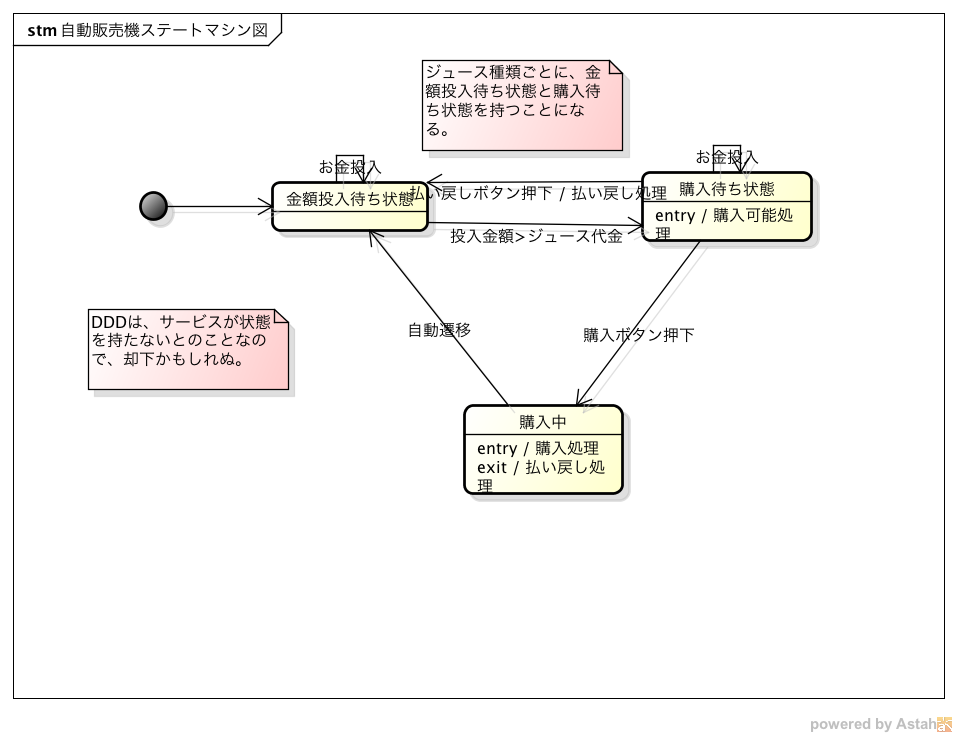 stm 自動販売機ステートマシン図
ジュース種類ごとに、金
額投入待ち状態と購入待
ち状態を持つことにな
る。
お金投入
お金投入
金額投入待ち状態
払い戻しボタン押下 / 払い戻し処理
購入待ち状態
entry / 購入可能処
理
投入金額>ジュース代金
DDDは、サービスが状態
を持たないとのことなの
で、却下かもしれぬ。
自動遷移
購入ボタン押下
購入中
entry / 購入処理
exit / 払い戻し処
理
powered by Astah